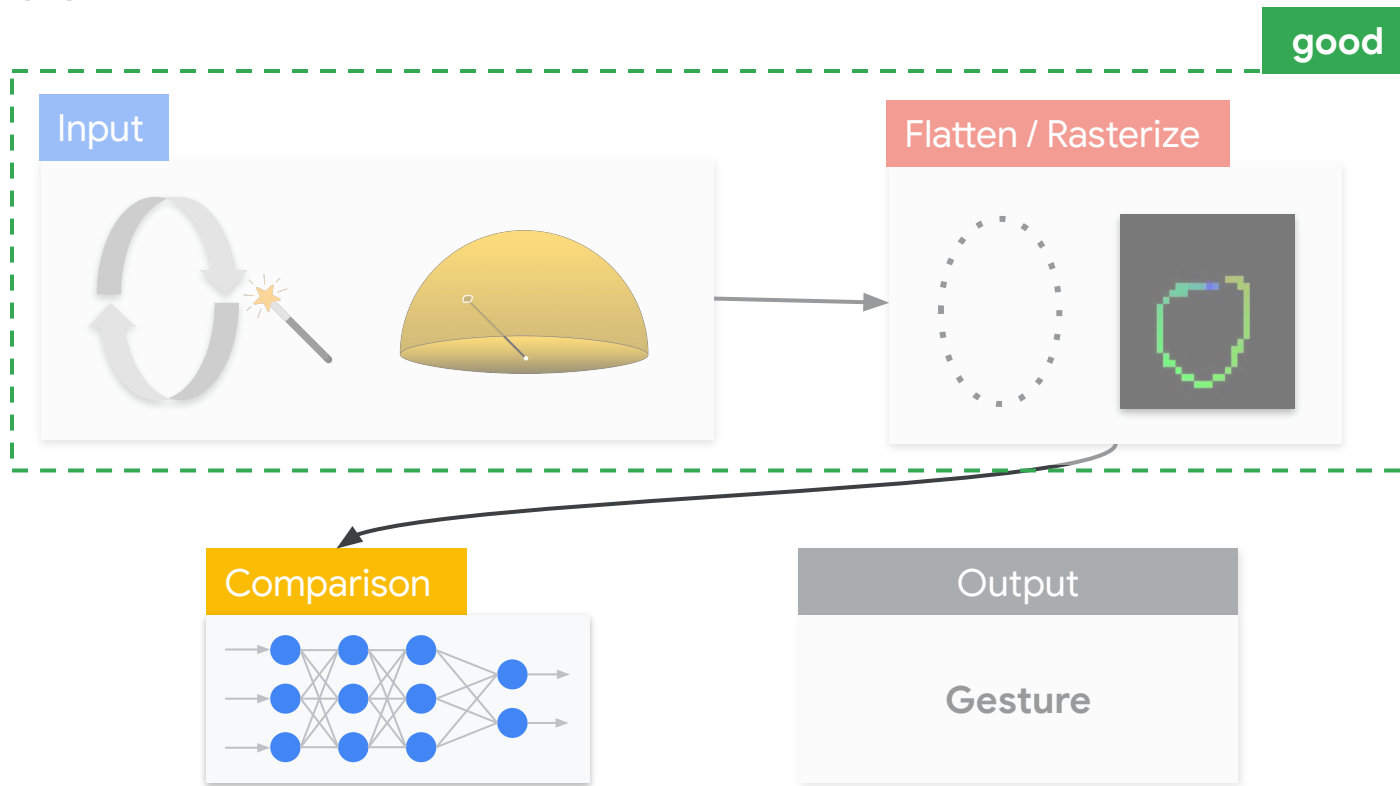 good
Input
Flatten / Rasterize
Comparison
Output
Gesture